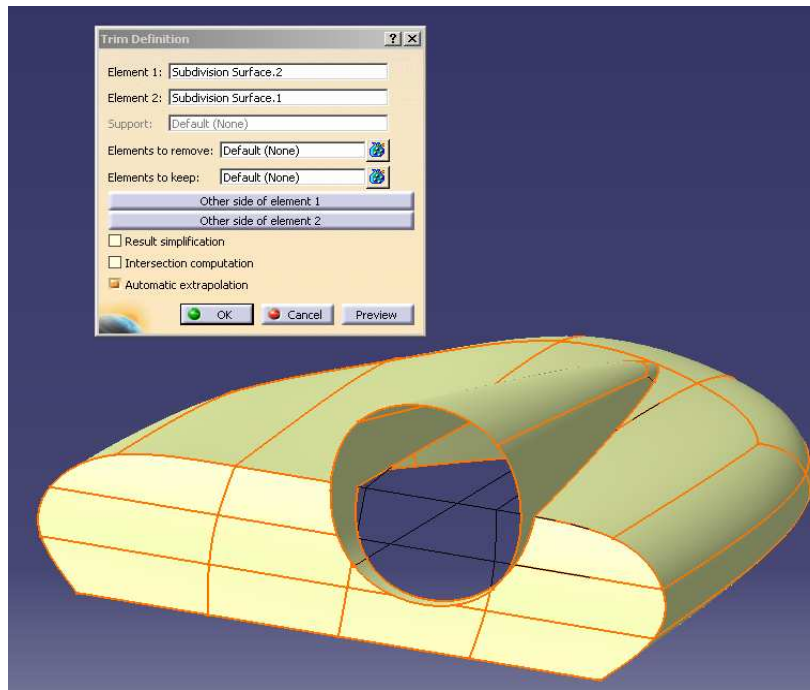 Trim Definition
Element 1: Subdivision Surface.2
Element 2: Subdivision Surface.1
Support: Default (None)
Elements to remove: Default (None)
Elements to keep: Default (None)
Other side of element 1
Other side of element 2
Result simplification
Intersection computation
Automatic extrapolation
OK Cancel Preview